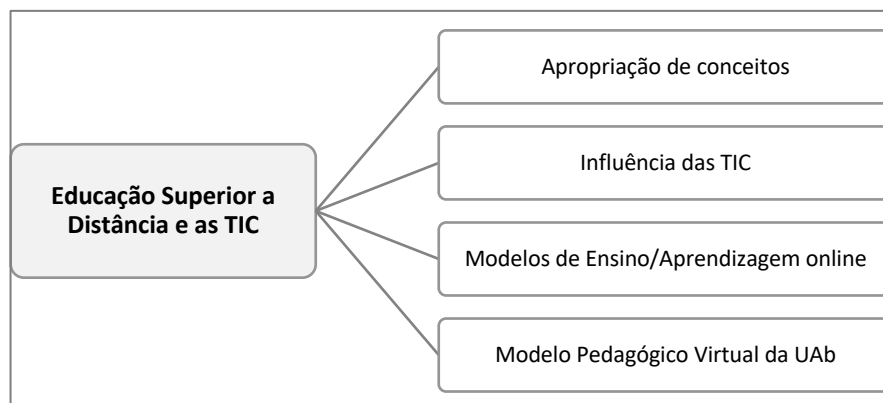 Educação Superior a
Distância e as TIC
Apropriação de conceitos
Influência das TIC
Modelos de Ensino/Aprendizagem online
Modelo Pedagógico Virtual da UAb